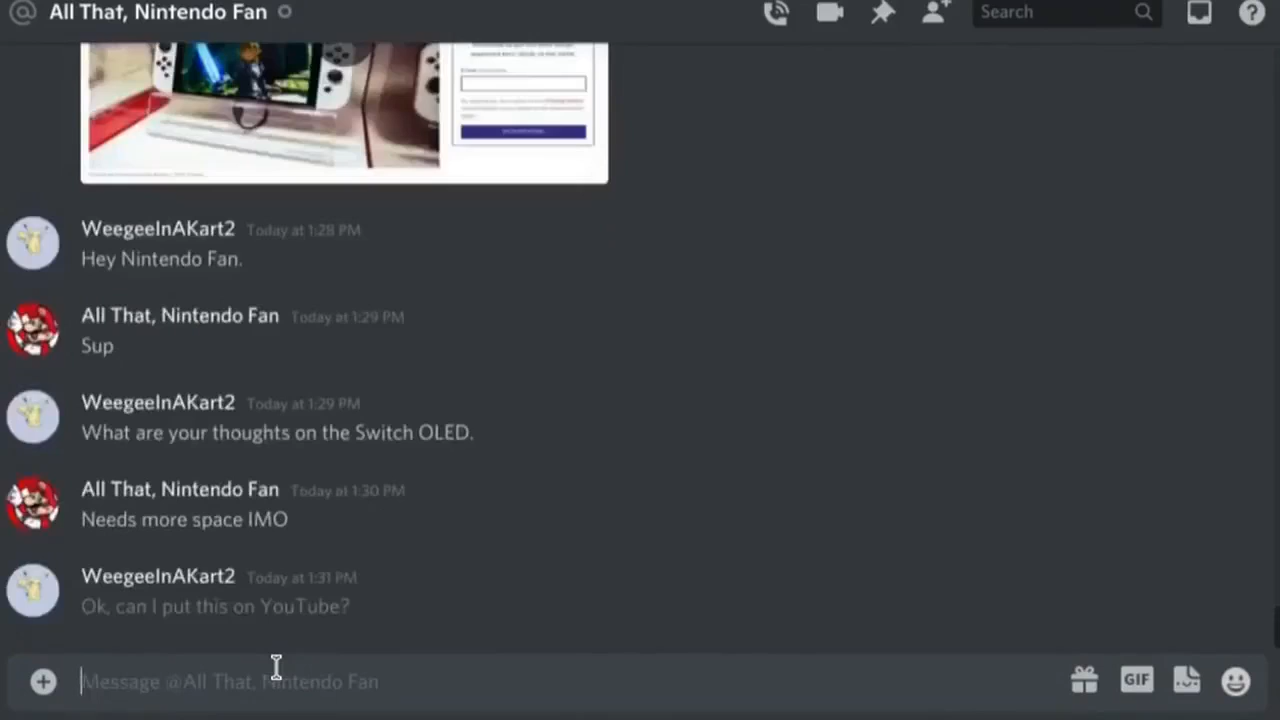 All That, Nintendo Fan
Search
WeegeeInAKart2 Today at 1:28 PM
Hey Nintendo Fan.
All That, Nintendo Fan Today at 1:29 PM
Sup
WeegeeInAKart2 Today at 1:29 PM
What are your thoughts on the Switch OLED.
All That, Nintendo Fan Today at 1:30 PM
Needs more space IMO
WeegeeInAKart2 Today at 1:31 PM
Ok, can I put this on YouTube?
Message @All That, Nintendo Fan
GIF